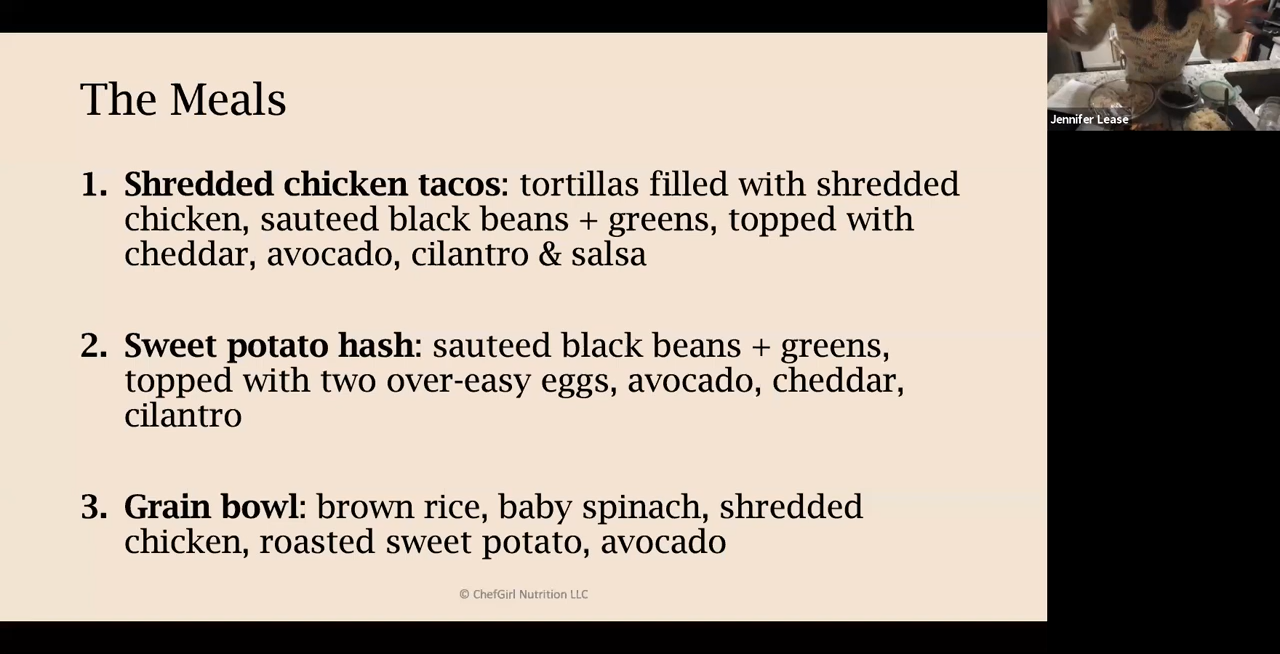 The Meals
1. Shredded chicken tacos: tortillas filled with shredded
chicken, sauteed black beans + greens, topped with
cheddar, avocado, cilantro & salsa
2. Sweet potato hash: sauteed black beans + greens,
topped with two over-easy eggs, avocado, cheddar,
cilantro
3. Grain bowl: brown rice, baby spinach, shredded
chicken, roasted sweet potato, avocado
© ChefGirl Nutrition LLC
Jennifer Lease